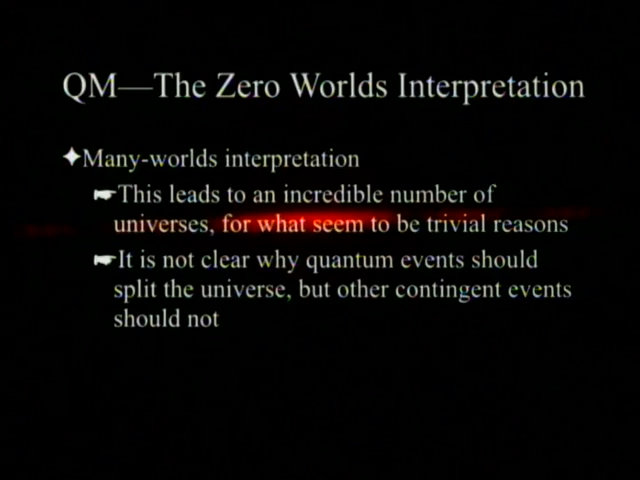 QM—The Zero Worlds Interpretation
Many-worlds interpretation
This leads to an incredible number of
universes, for what seem to be trivial reasons
It is not clear why quantum events should
split the universe, but other contingent events
should not